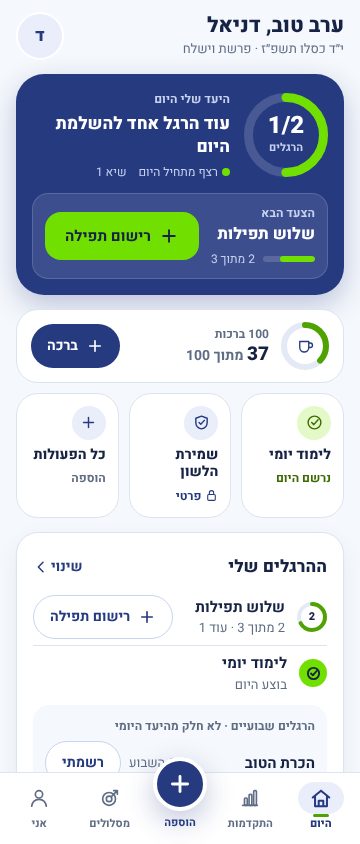 ערב טוב, דניאל
ד
י״ד כסלו תשפ״ז · פרשת וישלח
היעד שלי היום
1/2
הרגלים
עוד הרגל אחד להשלמת
היום
רצף מתחיל היום
שיא 1
הצעד הבא
שלוש תפילות
2 מתוך 3
רישום תפילה
100 ברכות
37 מתוך 100
ברכה
לימוד יומי
נרשם היום
שמירת
הלשון
פרטי
כל הפעולות
הוספה
ההרגלים שלי
שינוי
2
שלוש תפילות
2 מתוך 3 · עוד 1
רישום תפילה
לימוד יומי
בוצע היום
הרגלים שבועיים · לא חלק מהיעד היומי
הכרת הטוב
השבוע
רשמתי
היום
התקדמות
הוספה
מסלולים
אני